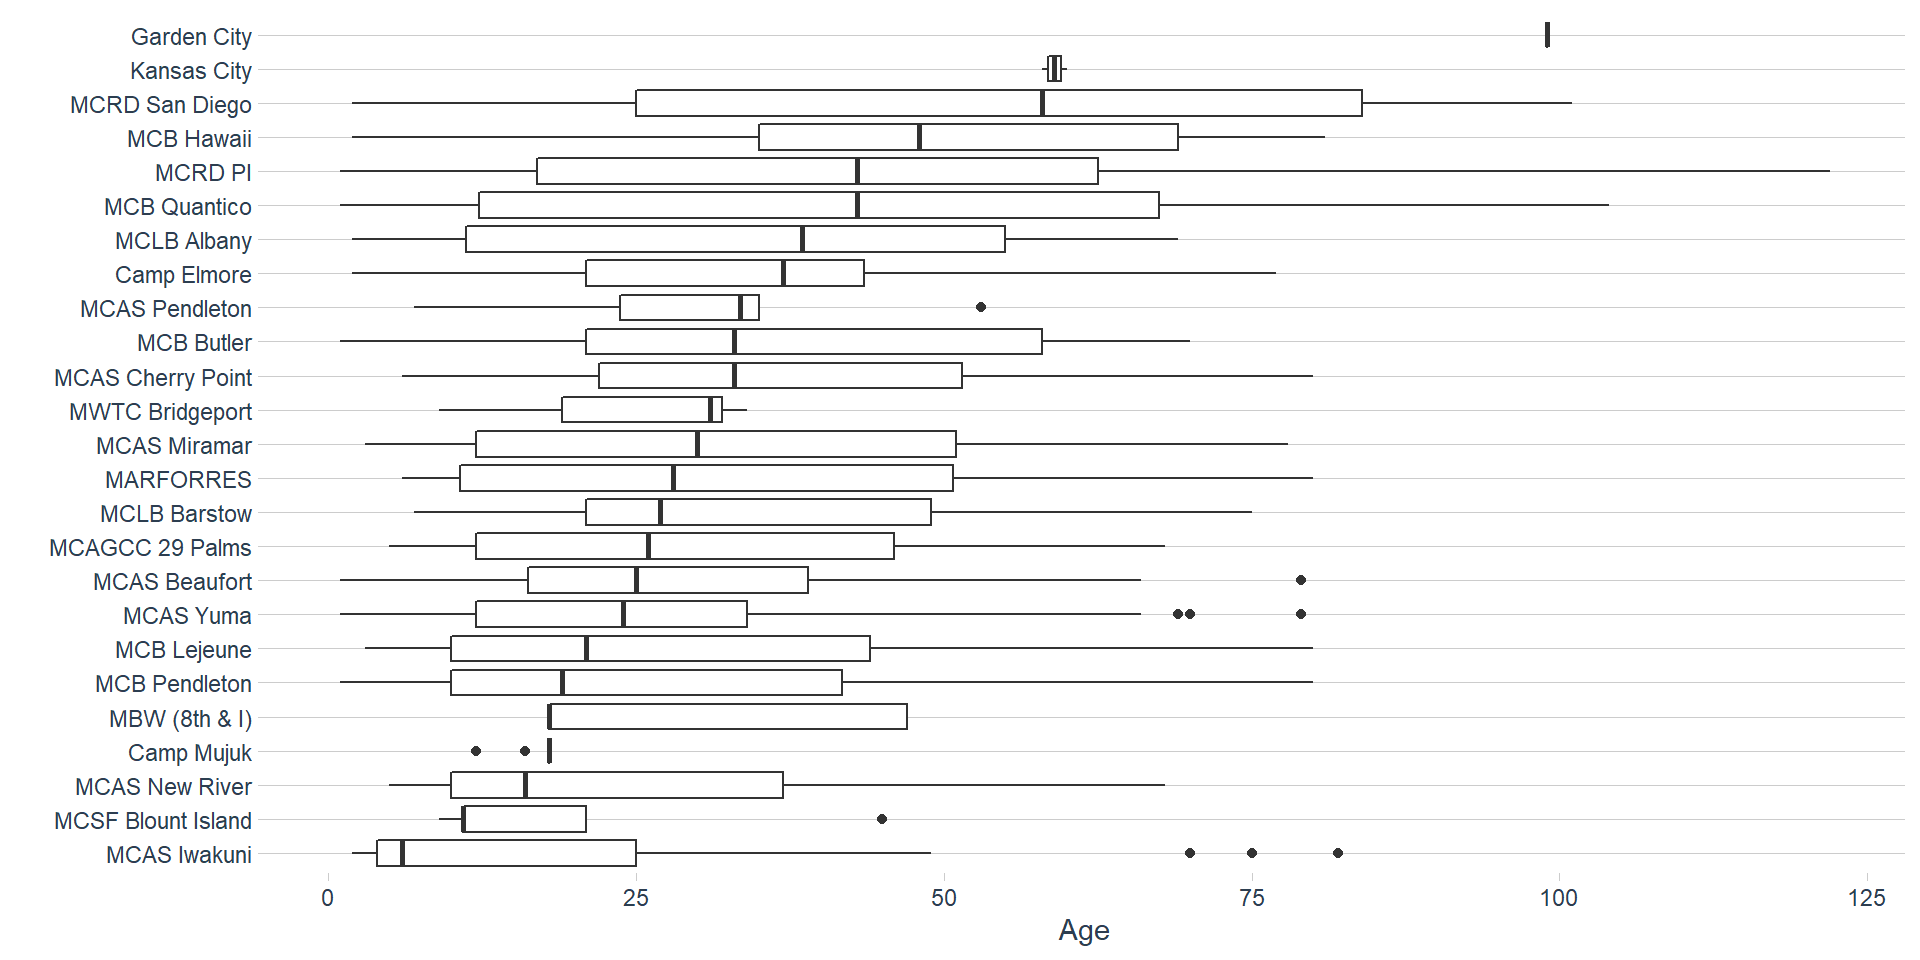 Garden City
Kansas City
MCRD San Diego
MCB Hawaii
MCRD PI
MCB Quantico
MCLB Albany
Camp Elmore
MCAS Pendleton
MCB Butler
MCAS Cherry Point
MWTC Bridgeport
MCAS Miramar
MARFORRES
MCLB Barstow
MCAGCC 29 Palms
MCAS Beaufort
MCAS Yuma
MCB Lejeune
MCB Pendleton
MBW (8th & I)
Camp Mujuk
MCAS New River
MCSF Blount Island
MCAS Iwakuni
0 25 50 75 100 125
Age